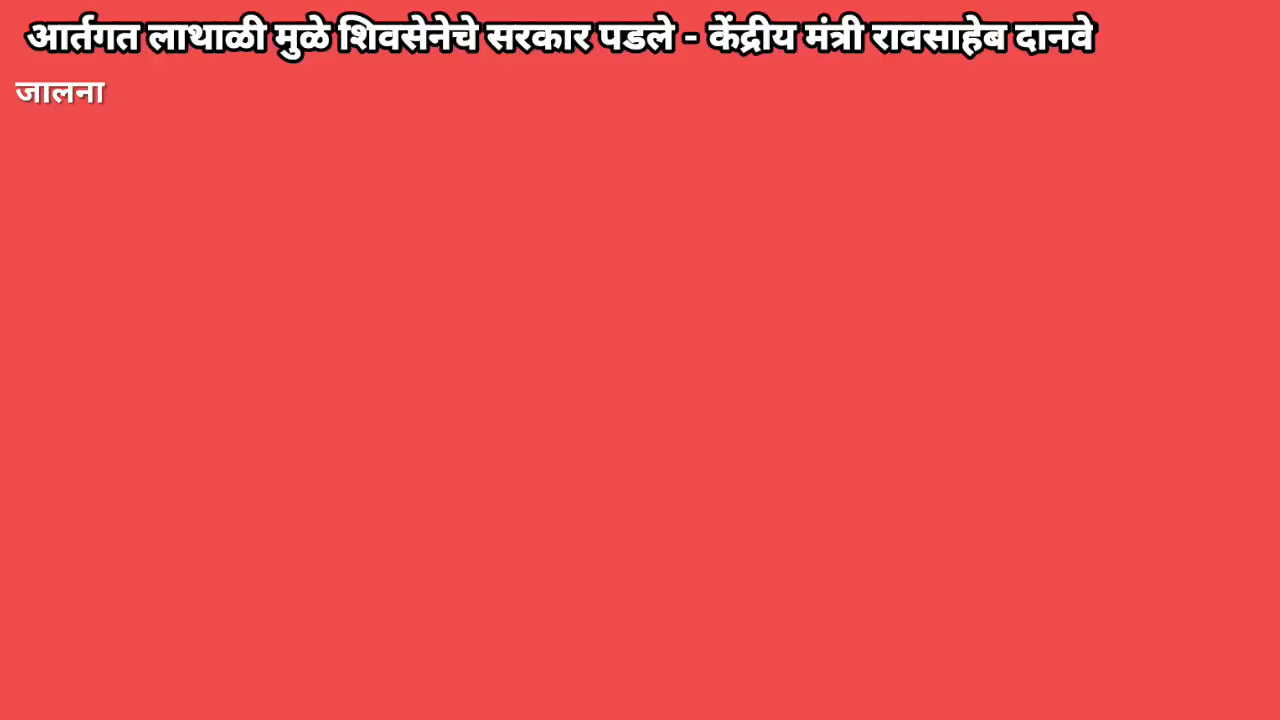 आर्तगत लाथाळी मुळे शिवसेनेचे सरकार पडले - केंद्रीय मंत्री रावसाहेब दानवे
जालना